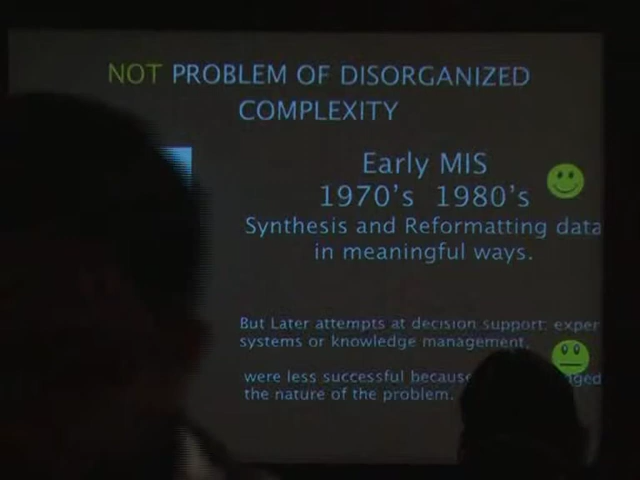 NOT PROBLEM OF DISORGANIZED
COMPLEXITY
Early MIS
1970's 1980's
Synthesis and Reformatting data
in meaningful ways.
But Later attempts at decision support, exper
systems or knowledge management,
were less successful because
the nature of the problem.